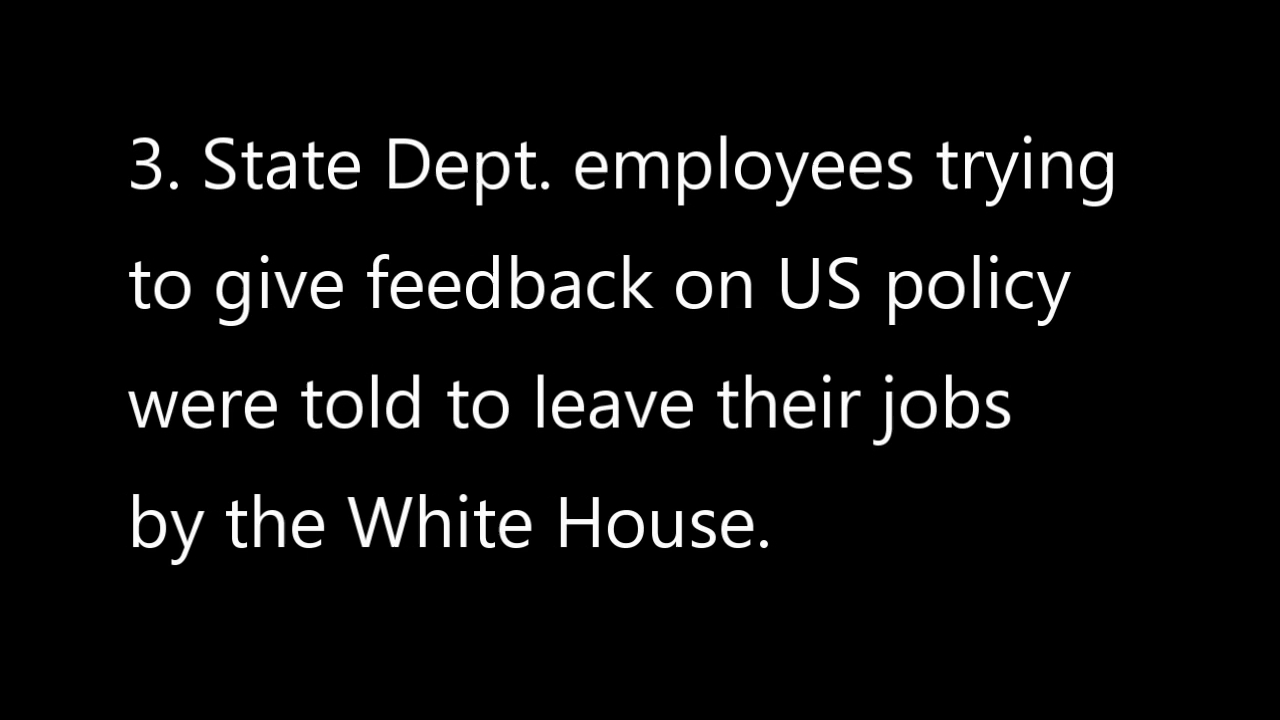 3. State Dept. employees trying
to give feedback on US policy
were told to leave their jobs
by the White House.